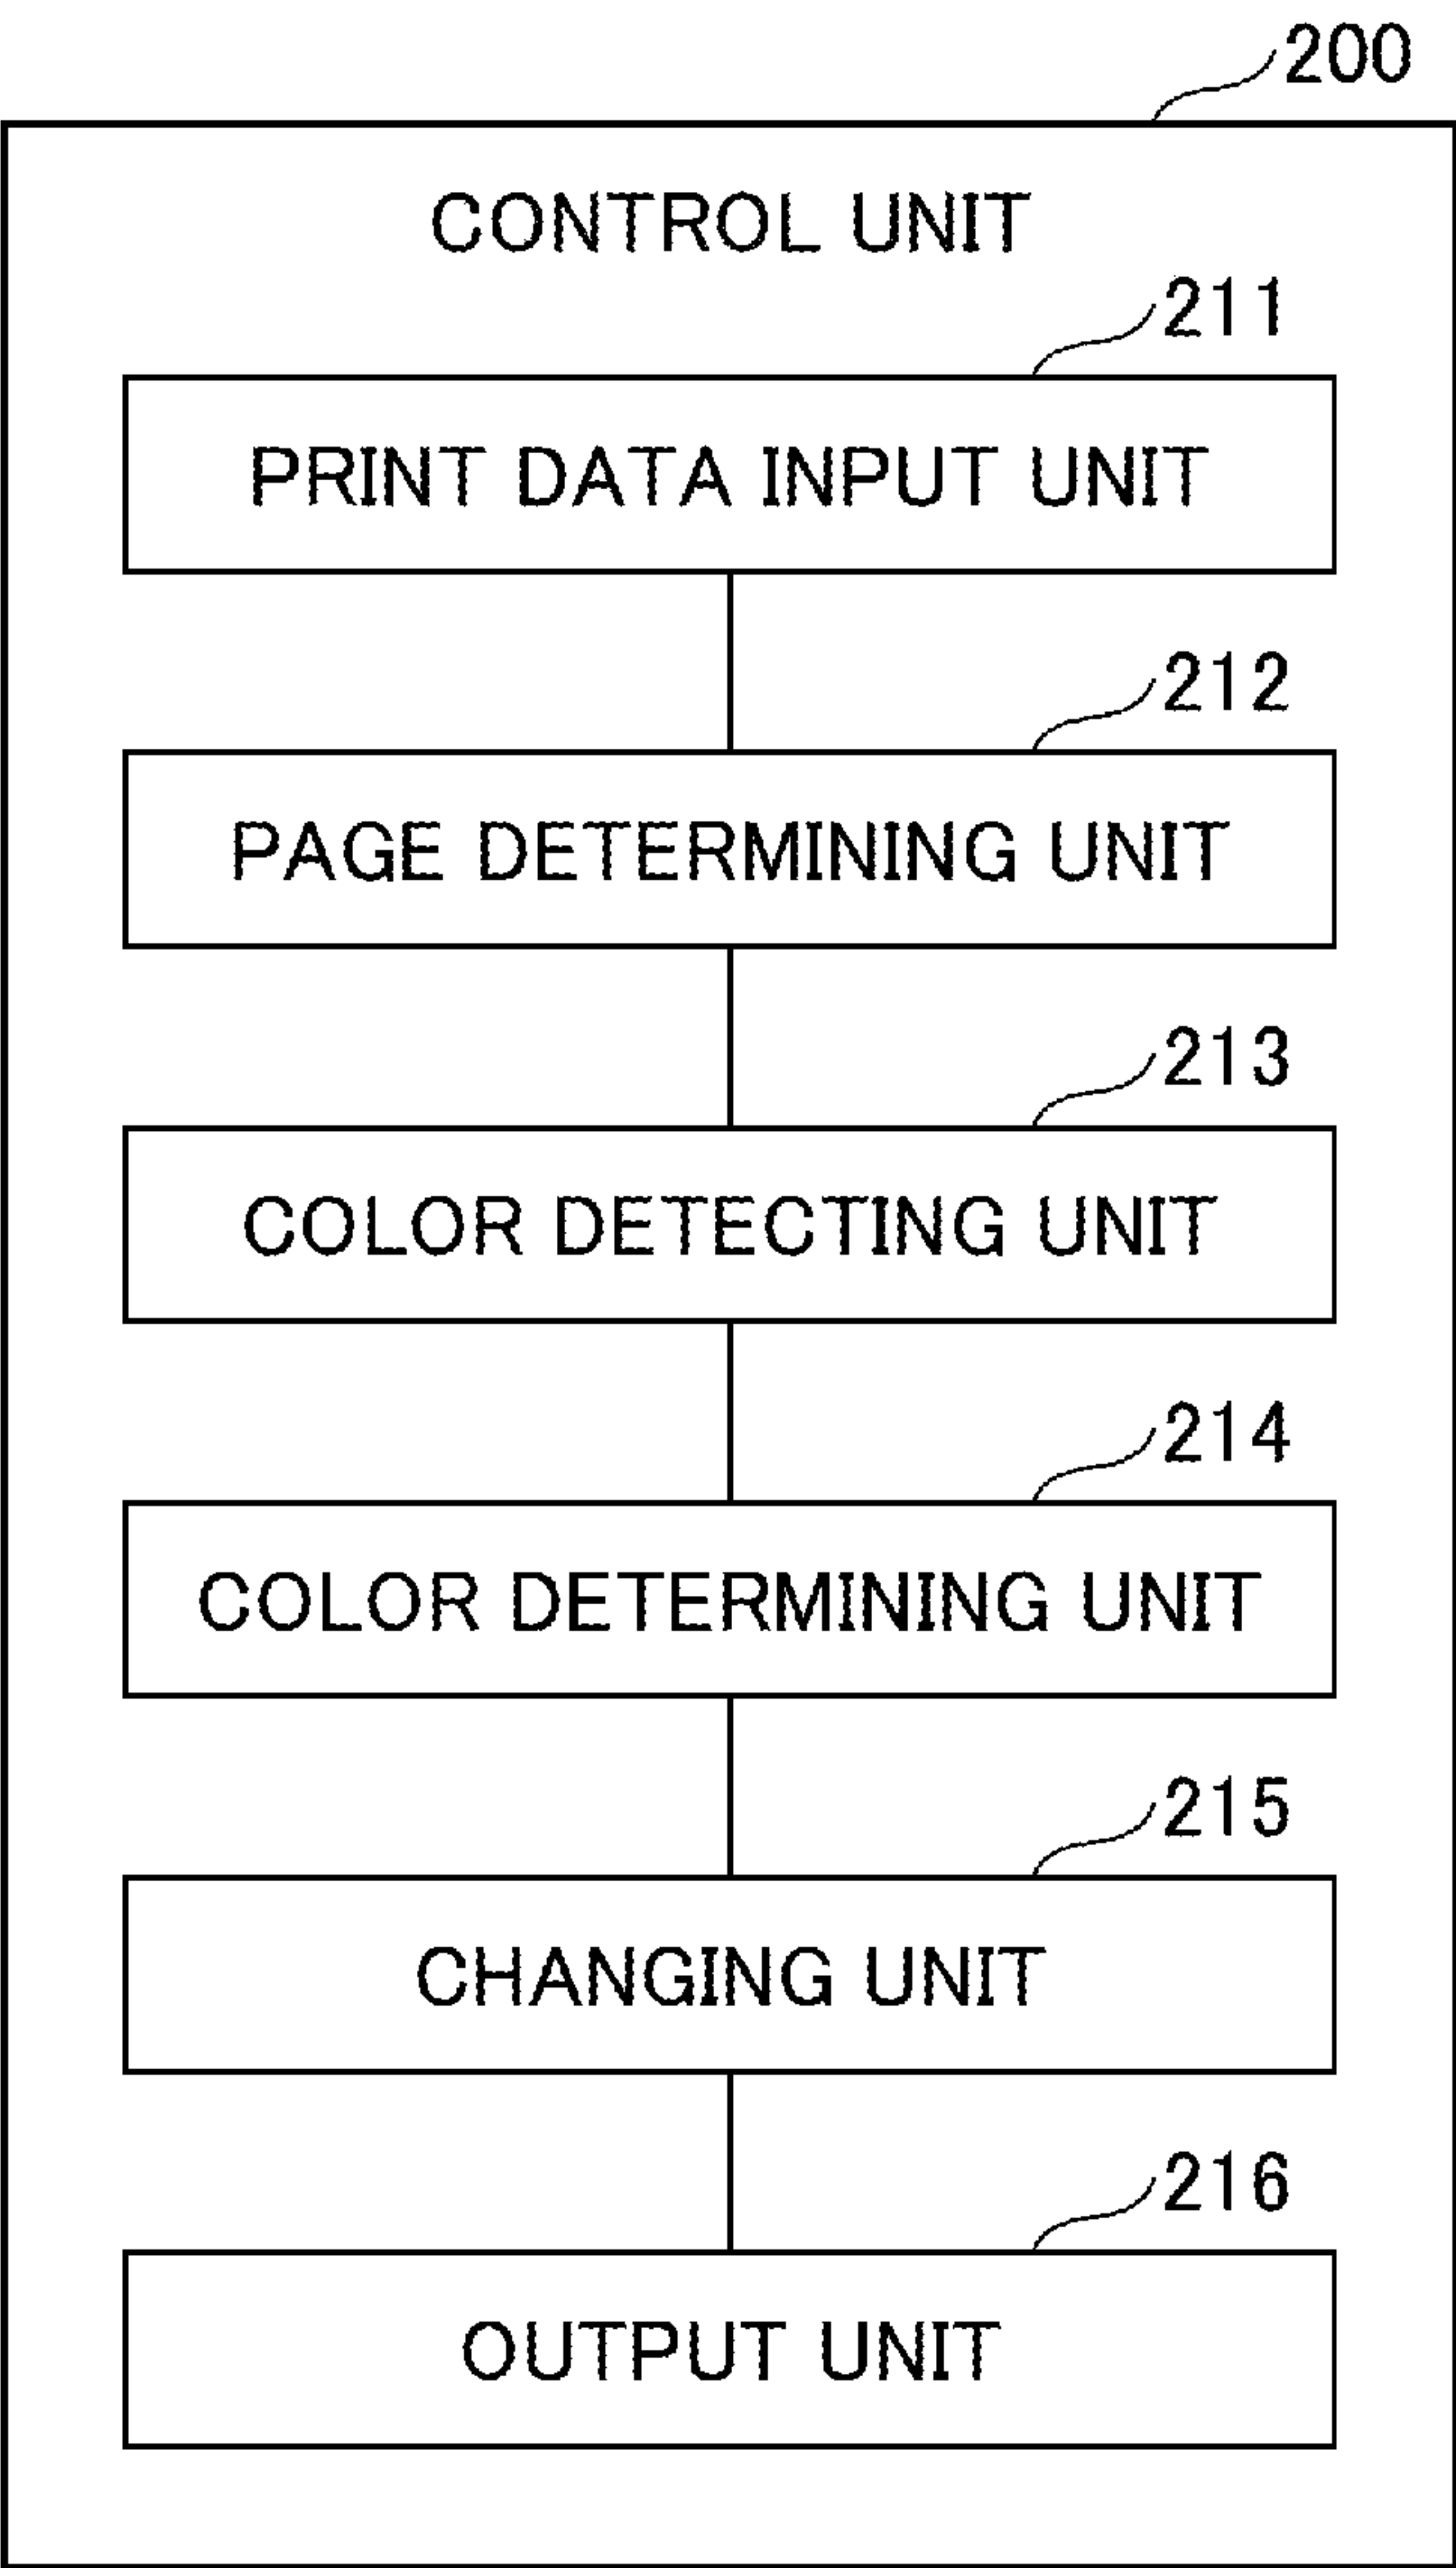 200
CONTROL UNIT
211
PRINT DATA INPUT UNIT
212
PAGE DETERMINING UNIT
213
COLOR DETECTING UNIT
214
COLOR DETERMINING UNIT
215
CHANGING UNIT
216
OUTPUT UNIT